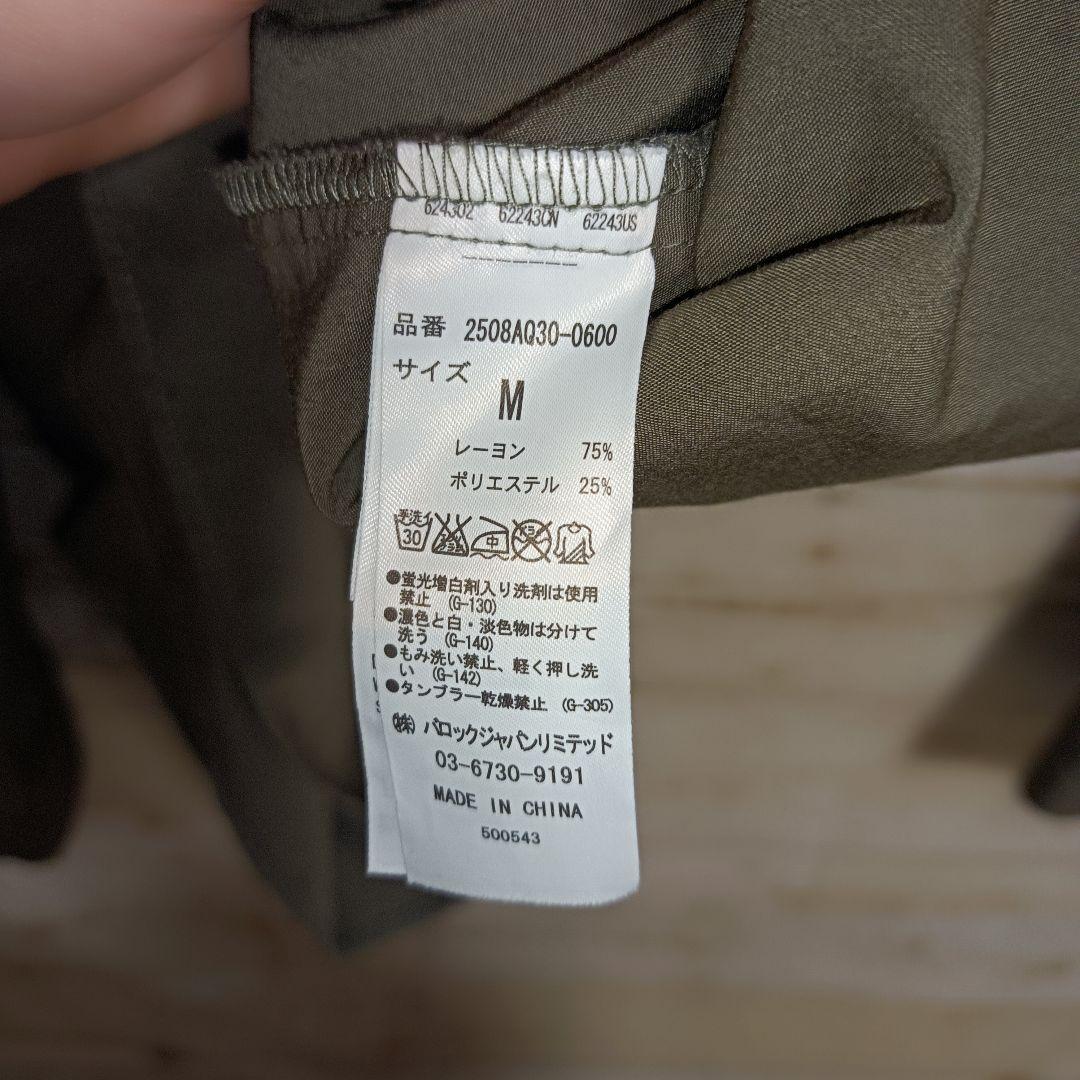 624302 62243CN 62243US
品番 2508AQ30-0600
サイズ
M
レーヨン 75%
ポリエステル 25%
手洗イ
30
中
●蛍光増白剤入り洗剤は使用
禁止 (G-130)
●濃色と白・淡色物は分けて
洗う (G-140)
●もみ洗い禁止、軽く押し洗
い (G-142)
●タンブラー乾燥禁止 (G-305)
㈱ バロックジャパンリミテッド
03-6730-9191
MADE IN CHINA
500543